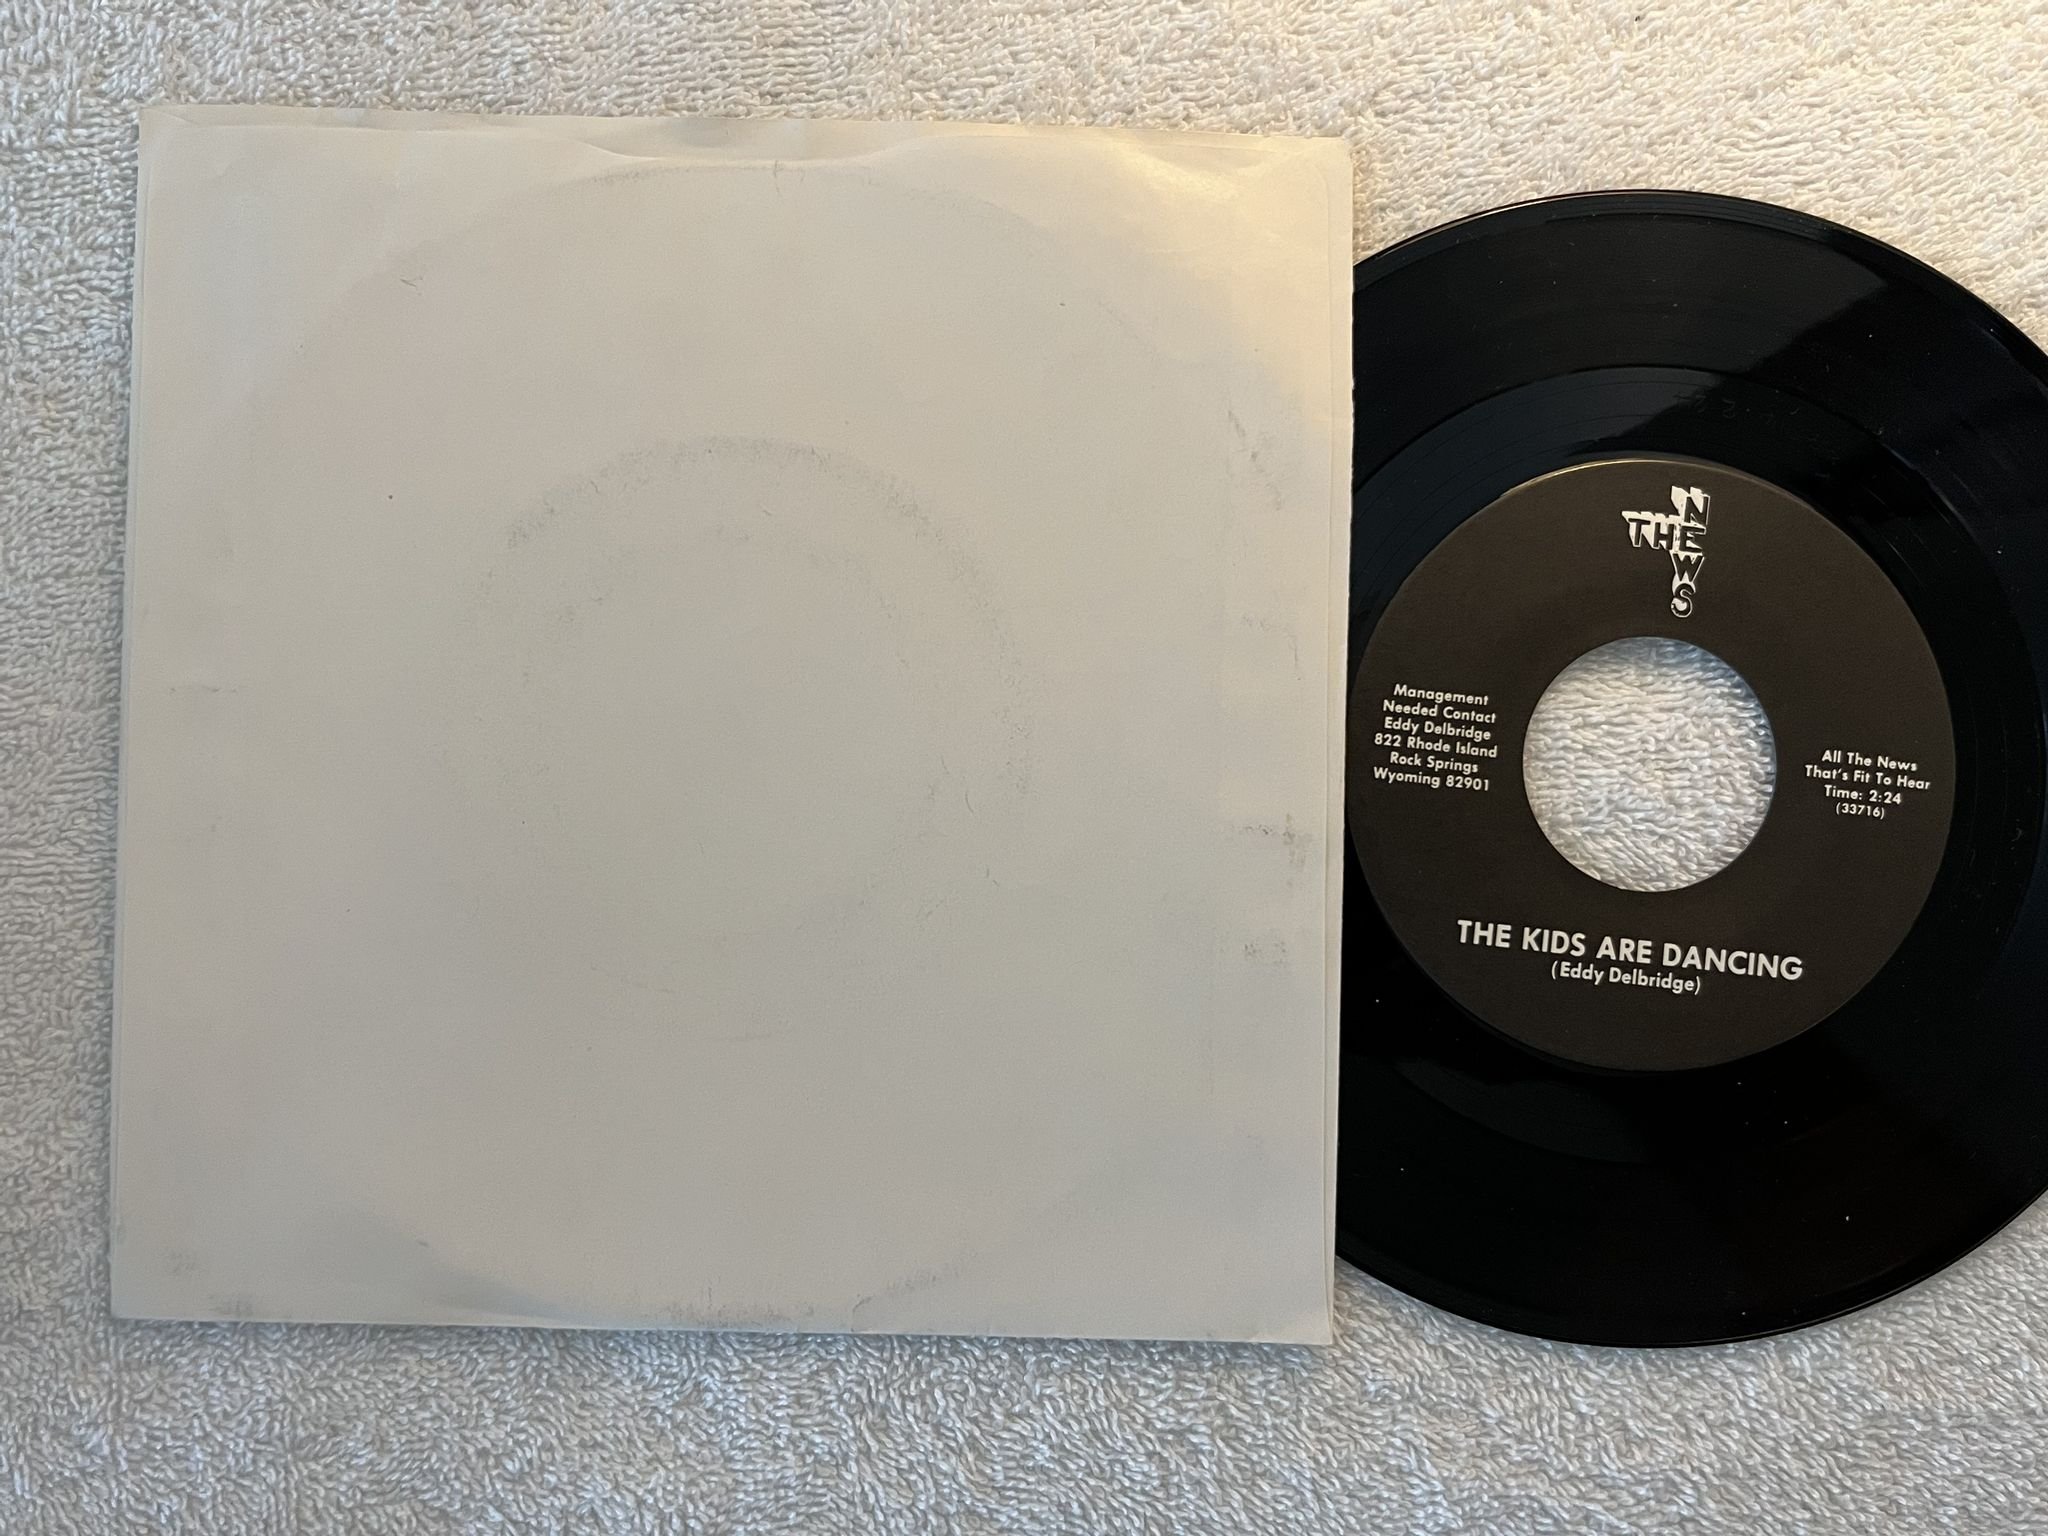 THE NEWS
Management
Needed Contact
Eddy Delbridge
822 Rhode Island
Rock Springs
Wyoming 82901
All The News
That's Fit To Hear
Time: 2:24
(33716)
THE KIDS ARE DANCING
(Eddy Delbridge)